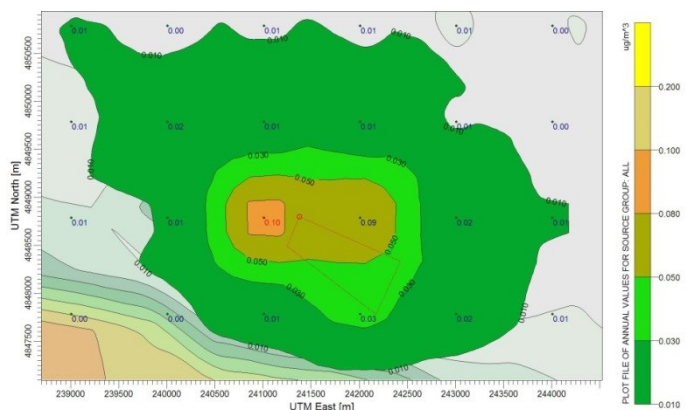 0.01 0.00 0.01 0.01 0.01 0.00
0.010 0.010
0.01 0.02 0.01 0.01 0.01 0.01
0.010
0.030 0.030
0.010
0.050
0.010
0.01 0.01 0.10 0.09 0.02 0.01
0.050
0.010
0.050
0.030 0.030
0.00 0.00 0.01 0.03 0.02 0.01
0.010
0.010
4850500
4850000
4849500
4849000
4848500
4848000
4847500
UTM North [m]
239000 239500 240000 240500 241000 241500 242000 242500 243000 243500 244000
UTM East [m]
PLOT FILE OF ANNUAL VALUES FOR SOURCE GROUP: ALL
ug/m^3
0.200
0.100
0.080
0.050
0.030
0.010